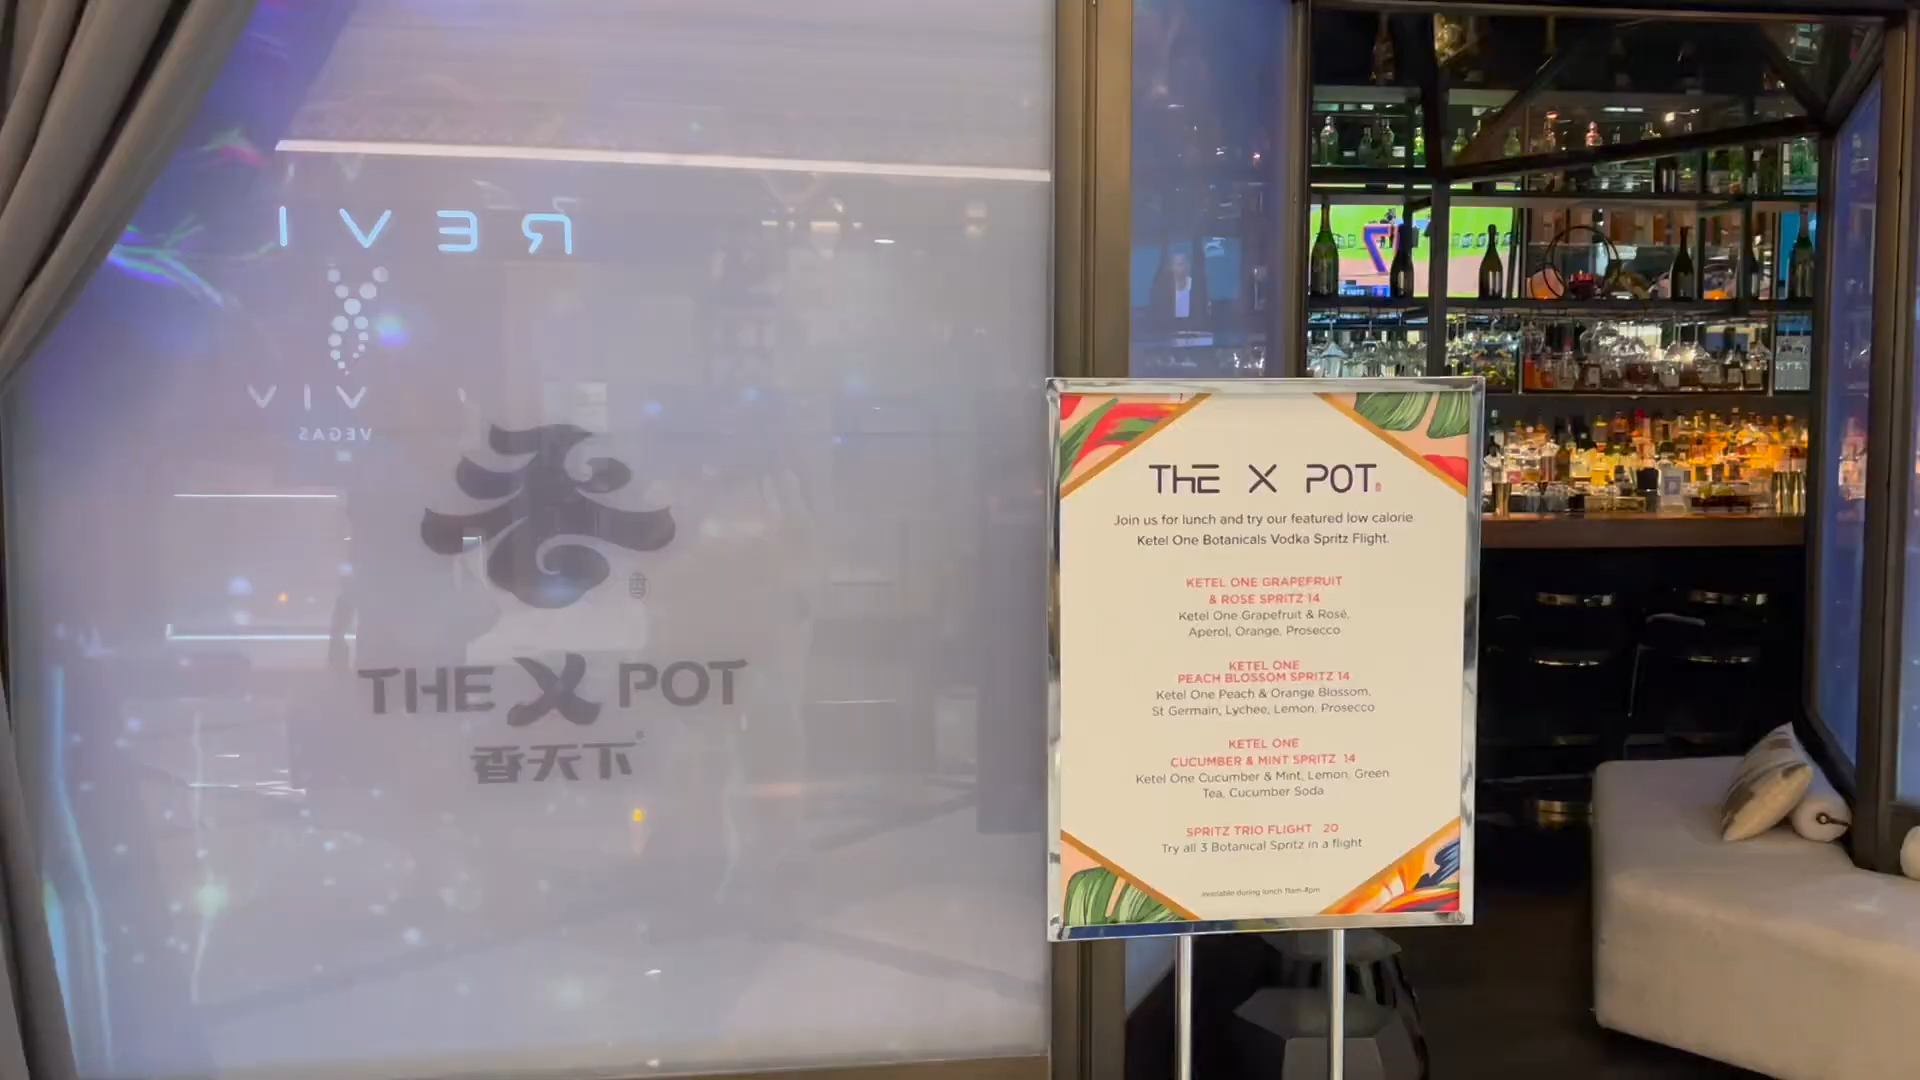 REVI
VIV
VEGAS
THE X POT
香天下
THE X POT
Join us for lunch and try our featured low calorie
Ketel One Botanicals Vodka Spritz Flight.
KETEL ONE GRAPEFRUIT
& ROSE SPRITZ 14
Ketel One Grapefruit & Rosé,
Aperol, Orange, Prosecco
KETEL ONE
PEACH BLOSSOM SPRITZ 14
Ketel One Peach & Orange Blossom,
St Germain, Lychee, Lemon, Prosecco
KETEL ONE
CUCUMBER & MINT SPRITZ 14
Ketel One Cucumber & Mint, Lemon, Green
Tea, Cucumber Soda
SPRITZ TRIO FLIGHT 20
Try all 3 Botanical Spritz in a flight
available during lunch 11am-4pm